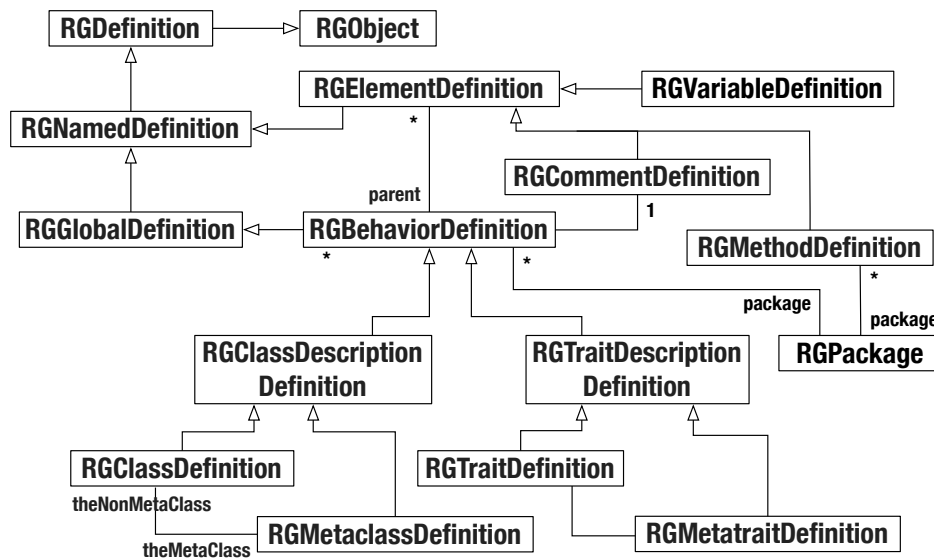 RGDefinition
RGObject
RGElementDefinition
RGVariableDefinition
RGNamedDefinition
*
RGCommentDefinition
parent
1
RGGlobalDefinition
RGBehaviorDefinition
RGMethodDefinition
*
*
*
package
package
RGPackage
RGClassDescription
Definition
RGTraitDescription
Definition
RGClassDefinition
RGTraitDefinition
theNonMetaClass
RGMetaclassDefinition
RGMetatraitDefinition
theMetaClass